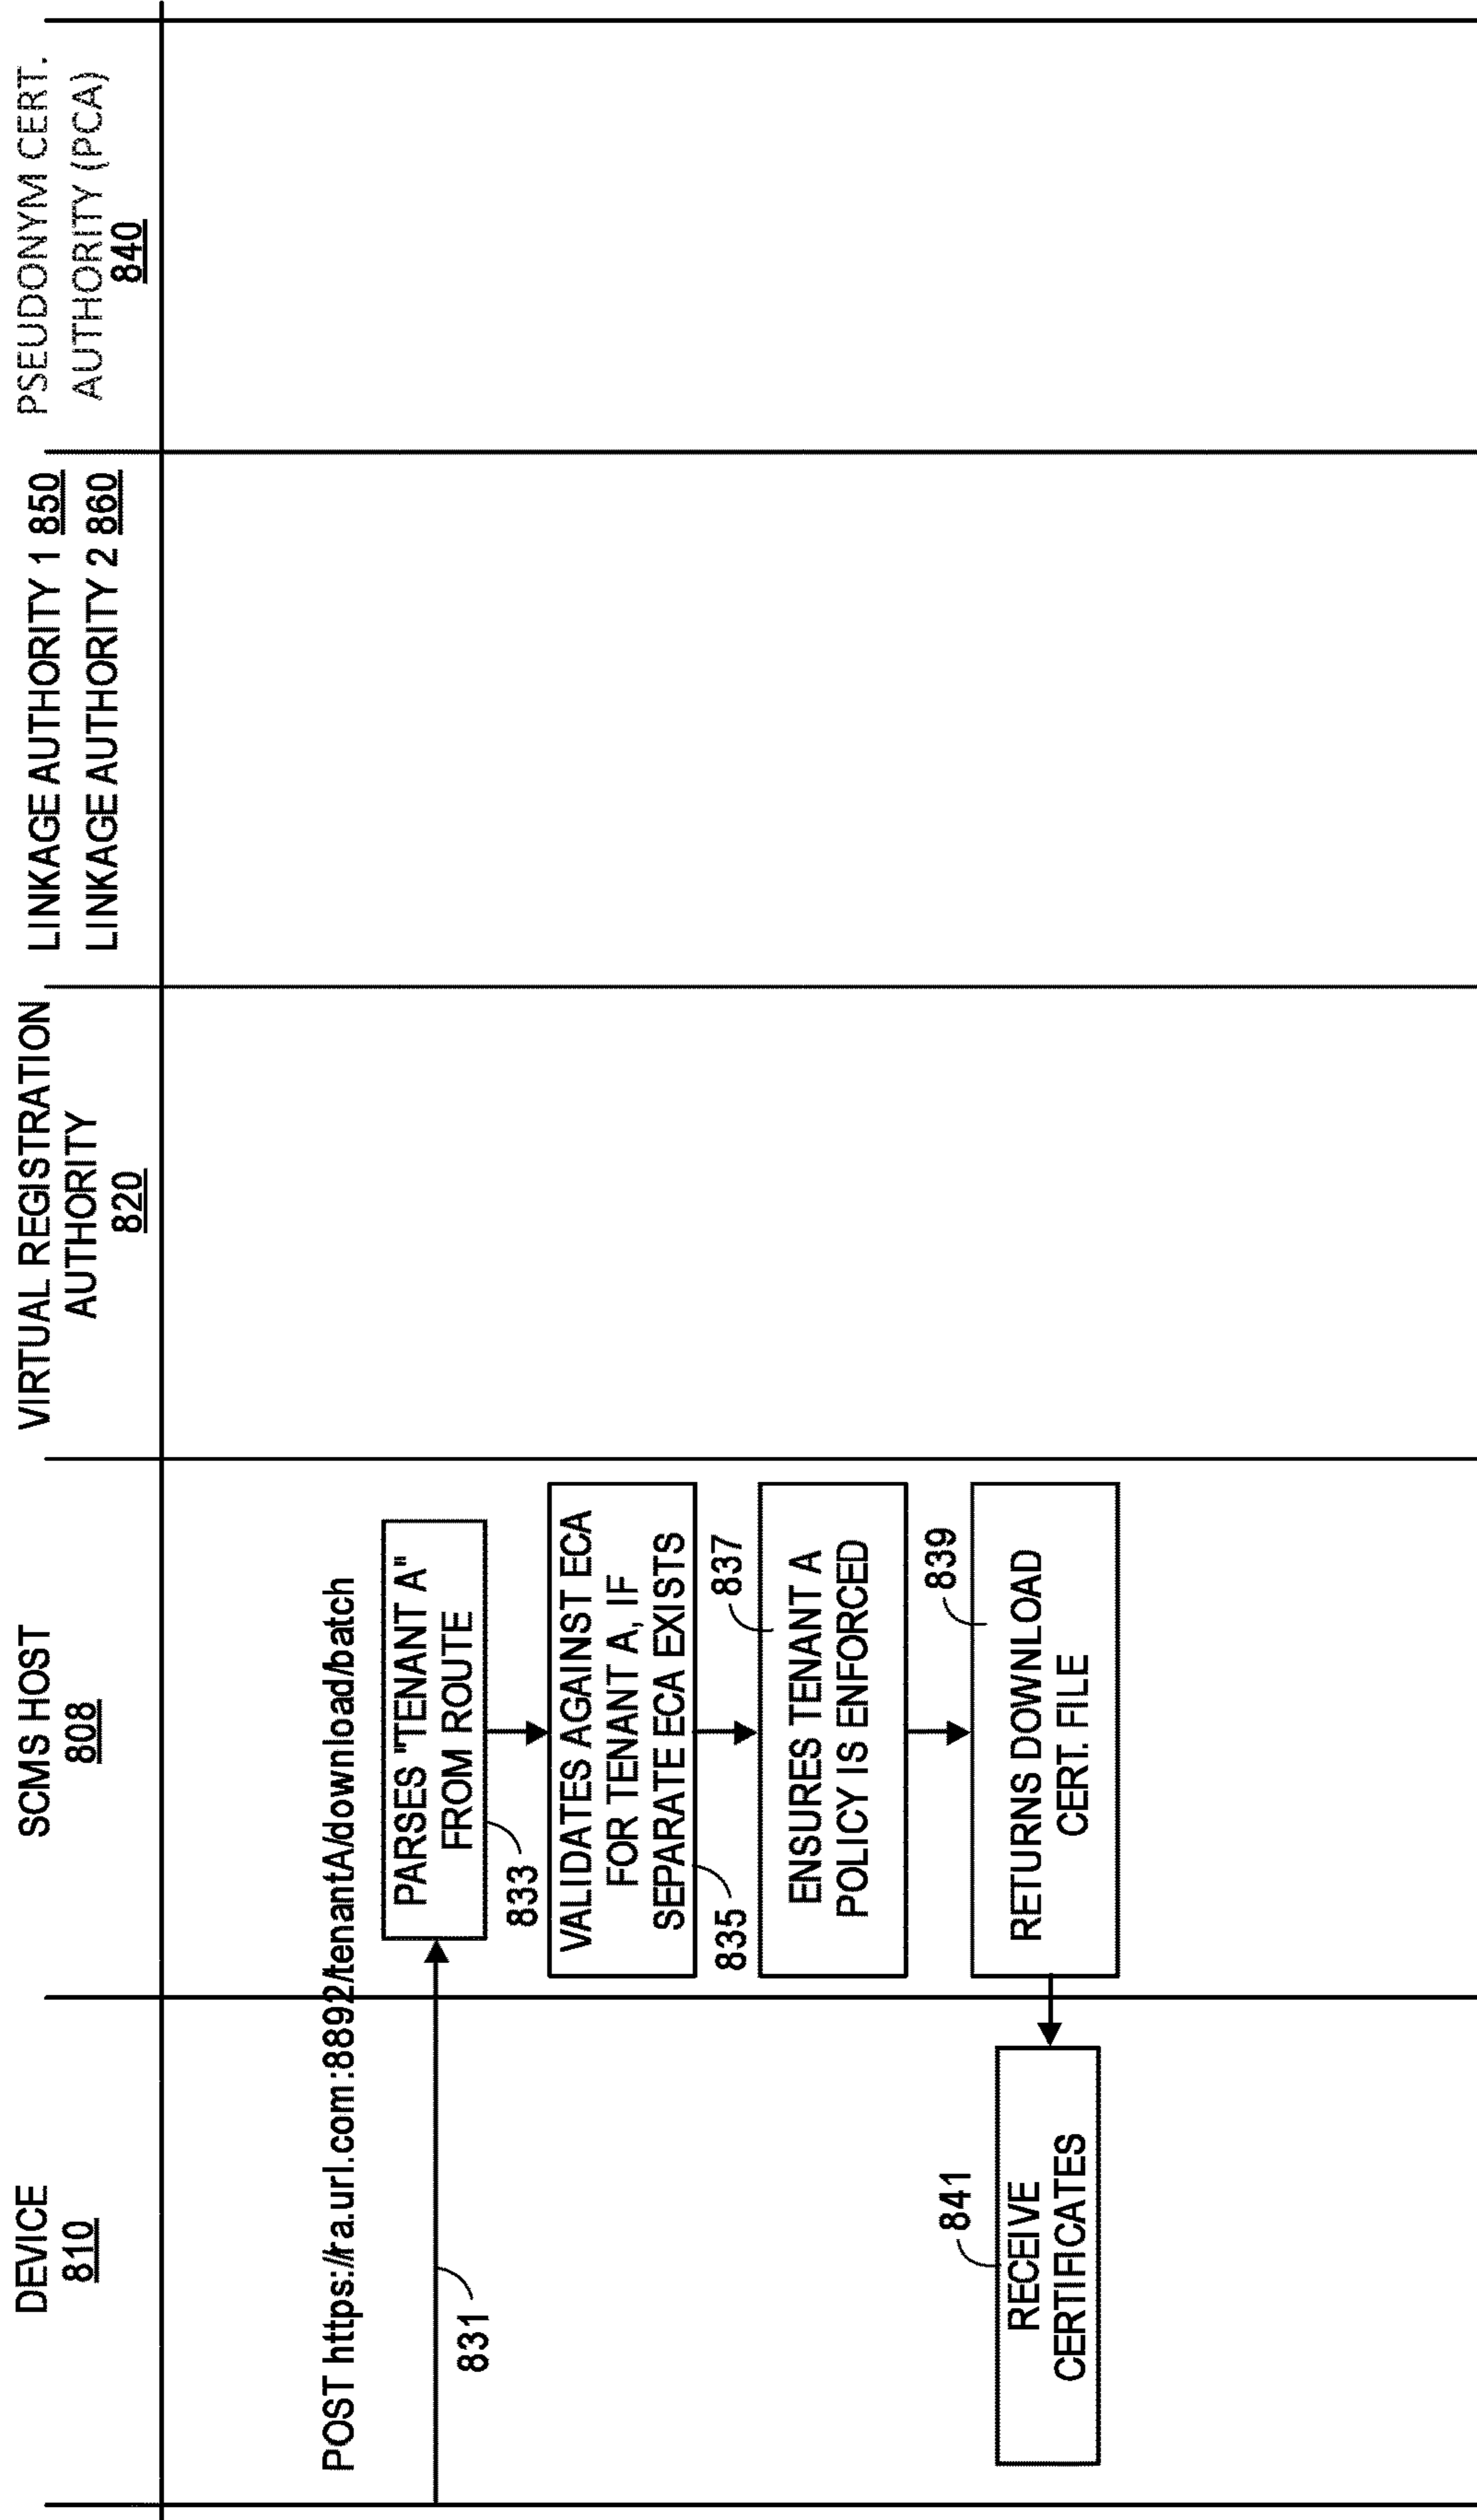 DEVICE
810
SCMS HOST
808
VIRTUAL REGISTRATION
AUTHORITY
820
LINKAGE AUTHORITY 1 850
LINKAGE AUTHORITY 2 860
PSEUDONYM CERT.
AUTHORITY (PCA)
840
POST https://ra.url.com:8892/tenantA/download/batch
831
PARSES "TENANT A"
FROM ROUTE
833
VALIDATES AGAINST ECA
FOR TENANT A, IF
SEPARATE ECA EXISTS
835
837
ENSURES TENANT A
POLICY IS ENFORCED
839
RETURNS DOWNLOAD
CERT. FILE
841
RECEIVE
CERTIFICATES